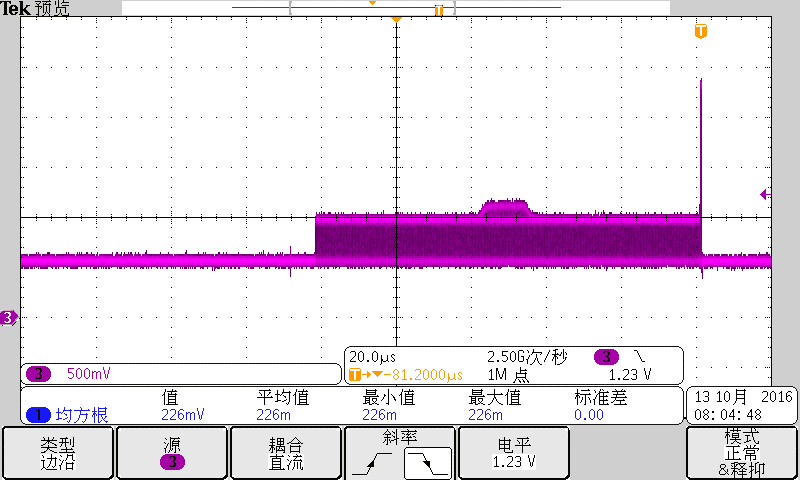 Tek 预览
T
T
3
3 500mV
20.0μs 2.50G次/秒 3
T→▼−81.2000μs 1M 点 1.23 V
值 平均值 最小值 最大值 标准差
1 均方根 226mV 226m 226m 226m 0.00
13 10月 2016
08:04:48
类型
边沿
源
3
耦合
直流
斜率
电平
1.23 V
模式
正常
&释抑